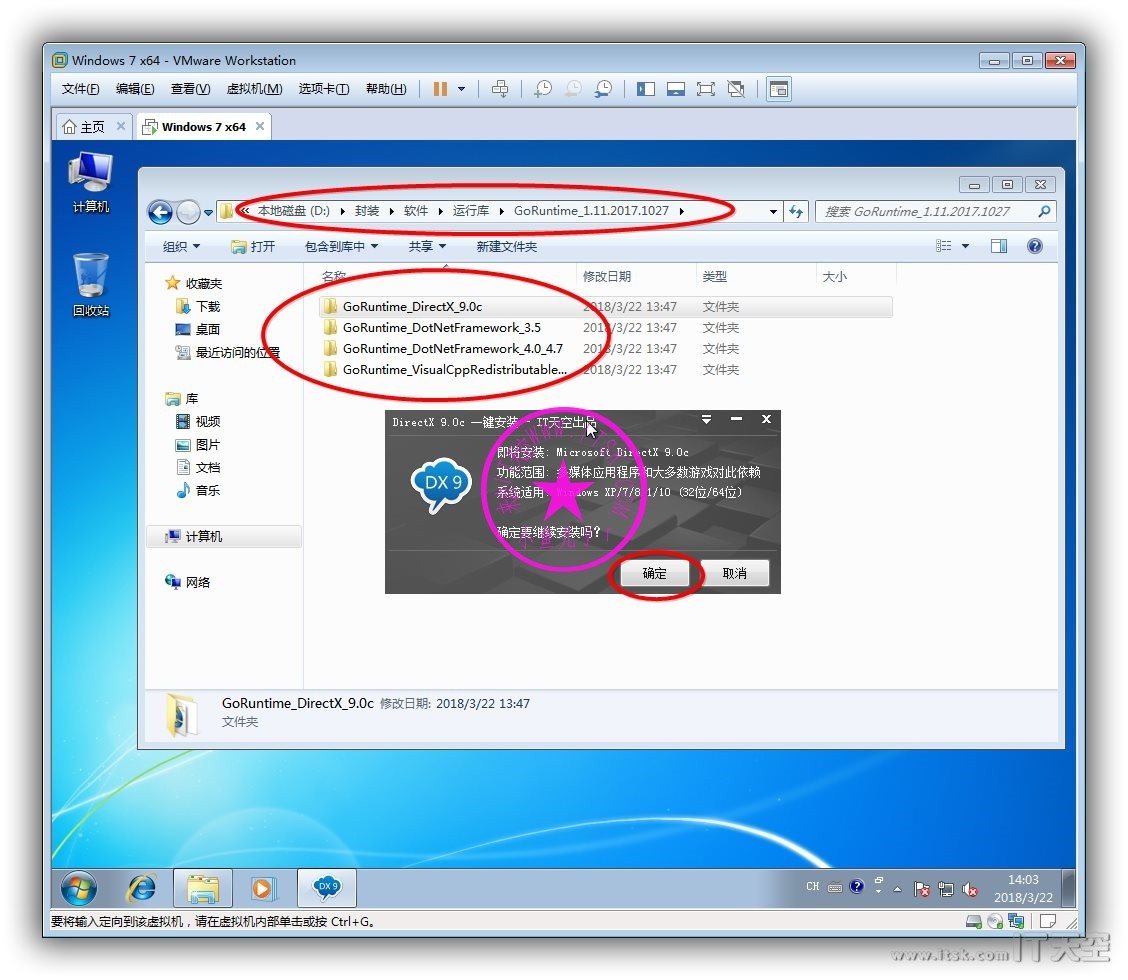 Windows 7 x64 - VMware Workstation
文件(F) 编辑(E) 查看(V) 虚拟机(M) 选项卡(T) 帮助(H)
主页 Windows 7 x64
计算机
回收站
« 本地磁盘 (D:) 封装 软件 运行库 GoRuntime_1.11.2017.1027
搜索 GoRuntime_1.11.2017.1027
组织 打开 包含到库中 共享 新建文件夹
名称 修改日期 类型 大小
收藏夹
下载
桌面
最近访问的位置
库
视频
图片
文档
音乐
计算机
网络
GoRuntime_DirectX_9.0c 2018/3/22 13:47 文件夹
GoRuntime_DotNetFramework_3.5 2018/3/22 13:47 文件夹
GoRuntime_DotNetFramework_4.0_4.7 2018/3/22 13:47 文件夹
GoRuntime_VisualCppRedistributable... 2018/3/22 13:47 文件夹
DirectX 9.0c 一键安装 - IT天空出品
DX 9
即将安装: Microsoft DirectX 9.0c
功能范围: 多媒体应用程序和大多数游戏对此依赖
系统适用: Windows XP/7/8.1/10 (32位/64位)
确定要继续安装吗?
确定 取消
GoRuntime_DirectX_9.0c 修改日期: 2018/3/22 13:47
文件夹
DX 9
CH
14:03
2018/3/22
要将输入定向到该虚拟机，请在虚拟机内部单击或按 Ctrl+G。
www.itsk.com IT天空